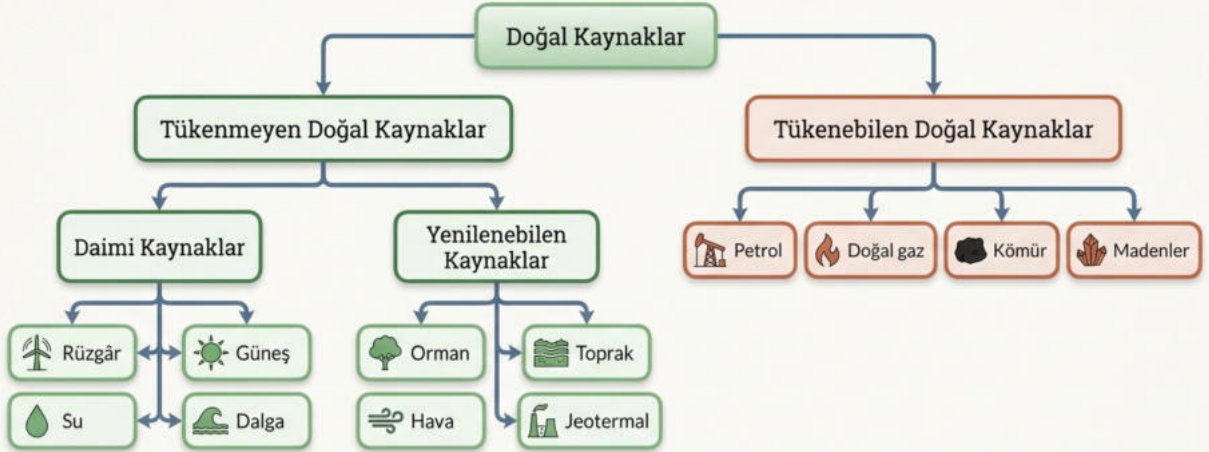 Doğal Kaynaklar
Tükenmeyen Doğal Kaynaklar
Tükenebilen Doğal Kaynaklar
Daimi Kaynaklar
Yenilenebilen
Kaynaklar
Petrol
Doğal gaz
Kömür
Madenler
Rüzgâr
Güneş
Orman
Toprak
Su
Dalga
Hava
Jeotermal